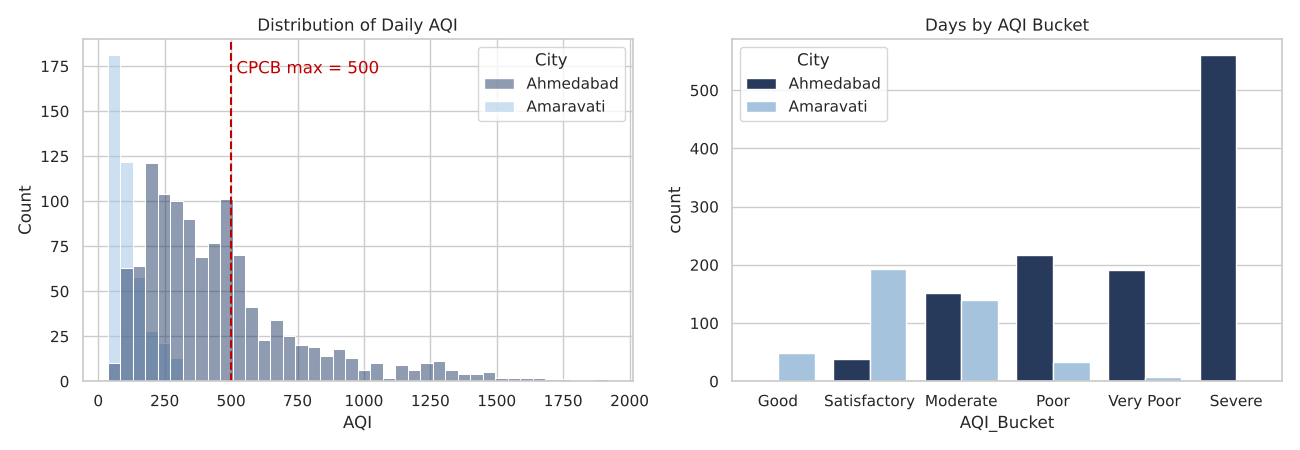 Distribution of Daily AQI
CPCB max = 500
City
Ahmedabad
Amaravati
Count
175
150
125
100
75
50
25
0
0 250 500 750 1000 1250 1500 1750 2000
AQI
Days by AQI Bucket
City
Ahmedabad
Amaravati
count
500
400
300
200
100
0
Good Satisfactory Moderate Poor Very Poor Severe
AQI_Bucket